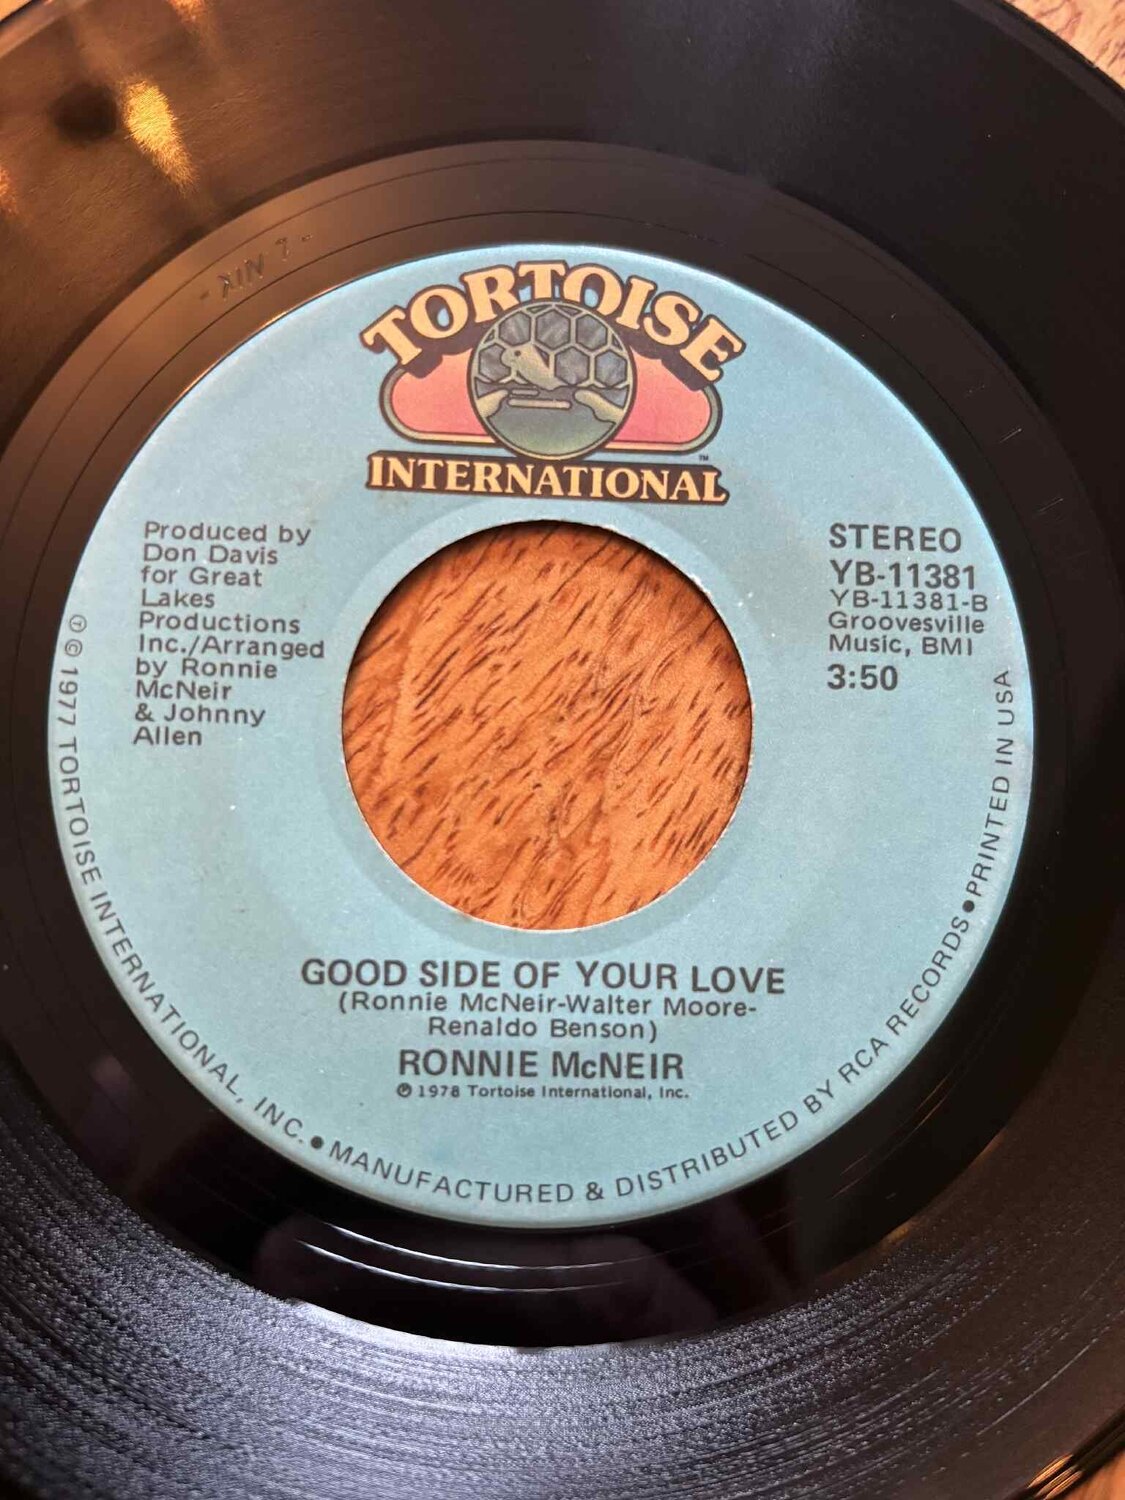 TORTOISE
INTERNATIONAL
TM
Produced by
Don Davis
for Great
Lakes
Productions
Inc./Arranged
by Ronnie
McNeir
& Johnny
Allen
STEREO
YB-11381
YB-11381-B
Groovesville
Music, BMI
3:50
GOOD SIDE OF YOUR LOVE
(Ronnie McNeir-Walter Moore-
Renaldo Benson)
RONNIE McNEIR
℗ 1978 Tortoise International, Inc.
℗ © 1977 TORTOISE INTERNATIONAL, INC. ● MANUFACTURED & DISTRIBUTED BY RCA RECORDS ● PRINTED IN USA